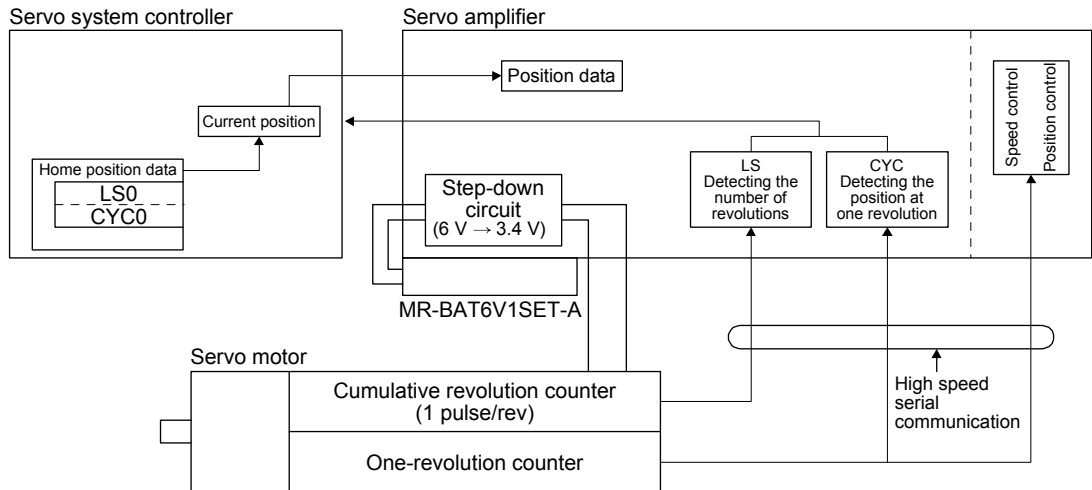 Servo system controller
Servo amplifier
Position data
Current position
Home position data
LS0
CYC0
Step-down
circuit
(6 V → 3.4 V)
MR-BAT6V1SET-A
LS
Detecting the
number of
revolutions
CYC
Detecting the
position at
one revolution
Speed control
Position control
Servo motor
Cumulative revolution counter
(1 pulse/rev)
One-revolution counter
High speed
serial
communication